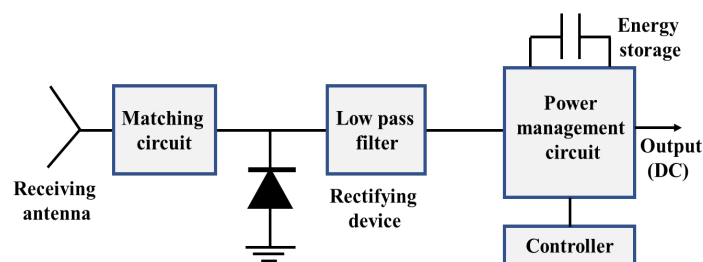 Energy
storage
Matching
circuit
Low pass
filter
Power
management
circuit
Output
(DC)
Receiving
antenna
Rectifying
device
Controller